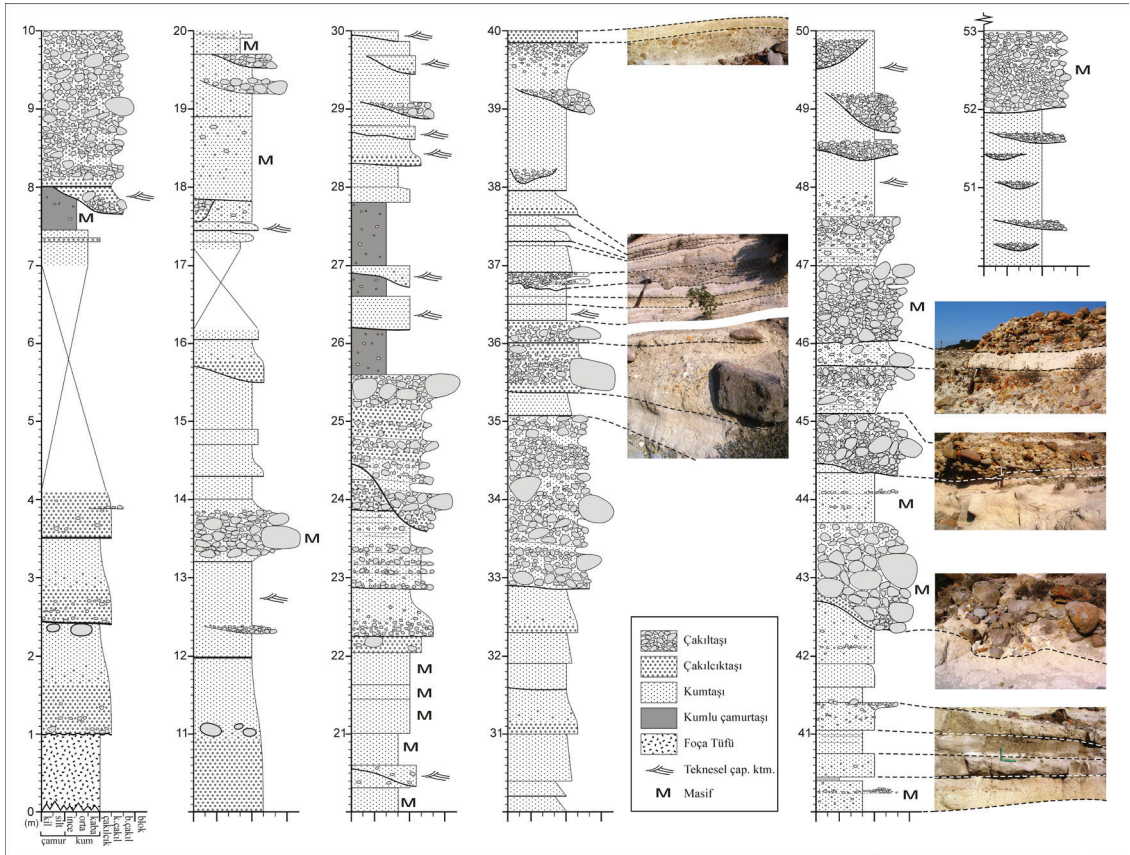 10
9
8
7
6
5
4
3
2
1
0
(m)
kil
silt
ince
orta
kaba
çakılcık
k.çakıl
b.çakıl
blok
çamur
kum
M
20
19
18
17
16
15
14
13
12
11
M
M
M
30
29
28
27
26
25
24
23
22
21
M
M
M
M
M
40
39
38
37
36
35
34
33
32
31
Çakıltaşı
Çakılcıktaşı
Kumtaşı
Kumlu çamurtaşı
Foça Tüfü
Teknesel çap. ktm.
M Masif
50
49
48
47
46
45
44
43
42
41
M
M
M
M
53
52
51
M